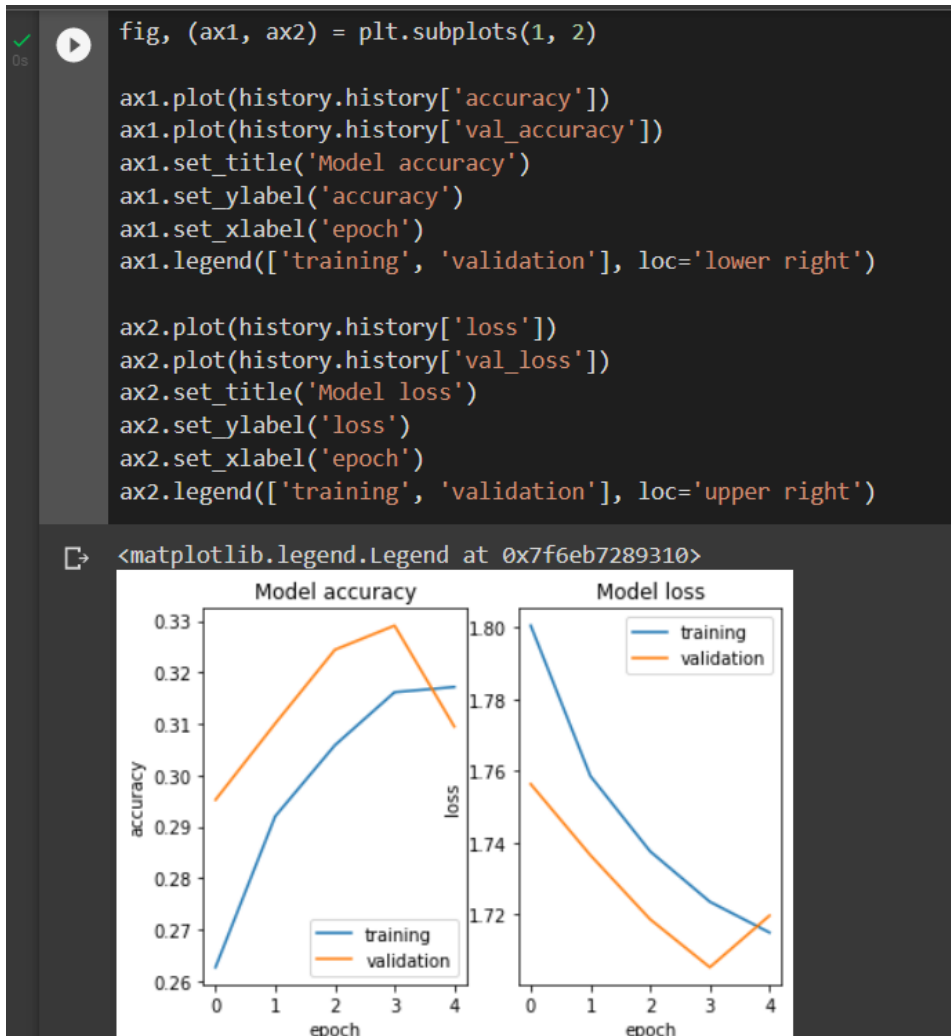 0s
fig, (ax1, ax2) = plt.subplots(1, 2)
ax1.plot(history.history['accuracy'])
ax1.plot(history.history['val_accuracy'])
ax1.set_title('Model accuracy')
ax1.set_ylabel('accuracy')
ax1.set_xlabel('epoch')
ax1.legend(['training', 'validation'], loc='lower right')
ax2.plot(history.history['loss'])
ax2.plot(history.history['val_loss'])
ax2.set_title('Model loss')
ax2.set_ylabel('loss')
ax2.set_xlabel('epoch')
ax2.legend(['training', 'validation'], loc='upper right')
<matplotlib.legend.Legend at 0x7f6eb7289310>
Model accuracy
0.33
0.32
0.31
0.30
0.29
0.28
0.27
0.26
accuracy
training
validation
0 1 2 3 4
epoch
Model loss
1.80
1.78
1.76
1.74
1.72
loss
training
validation
0 1 2 3 4
epoch